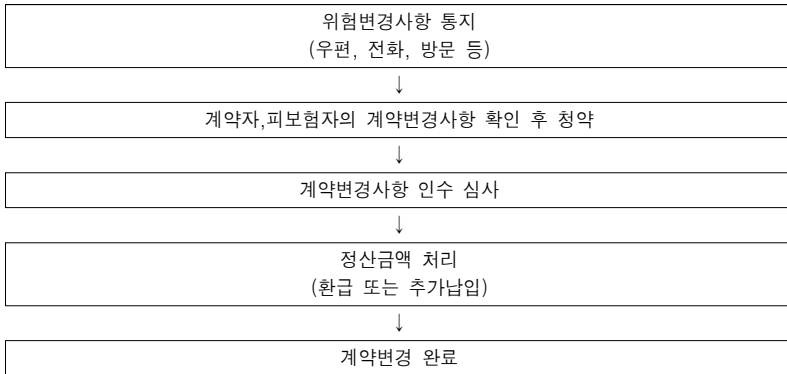 위험변경사항 통지
(우편, 전화, 방문 등)
↓
계약자,피보험자의 계약변경사항 확인 후 청약
↓
계약변경사항 인수 심사
↓
정산금액 처리
(환급 또는 추가납입)
↓
계약변경 완료